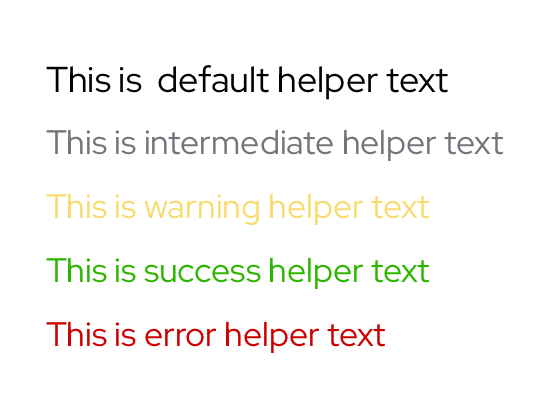 This is  default helper text
This is intermediate helper text
This is warning helper text
This is success helper text
This is error helper text